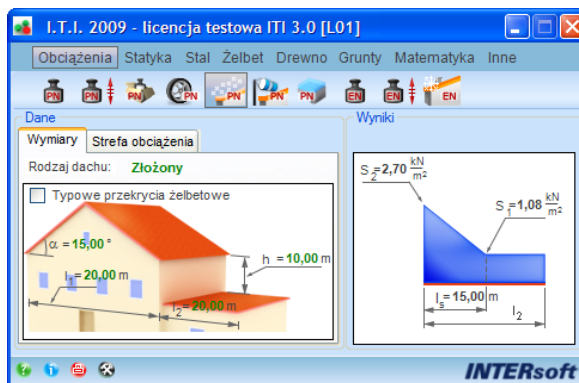 I.T.I. 2009 - licencja testowa ITI 3.0 [L01]
Obciążenia Statyka Stal Żelbet Drewno Grunty Matematyka Inne
PN PN PN PN PN PN PN EN EN EN
Dane
Wyniki
Wymiary Strefa obciążenia
Rodzaj dachu: Złożony
Typowe przekrycia żelbetowe
α = 15,00 °
h = 10,00 m
l1 = 20,00 m
l2 = 20,00 m
S2 = 2,70 kN/m²
S1 = 1,08 kN/m²
ls = 15,00 m
l2
INTERsoft